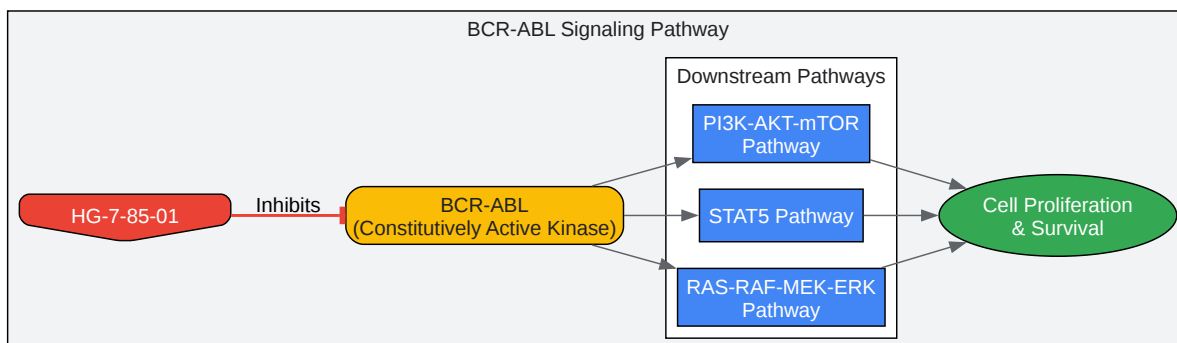 BCR-ABL Signaling Pathway
Downstream Pathways
HG-7-85-01
Inhibits
BCR-ABL
(Constitutively Active Kinase)
PI3K-AKT-mTOR
Pathway
STAT5 Pathway
RAS-RAF-MEK-ERK
Pathway
Cell Proliferation
& Survival